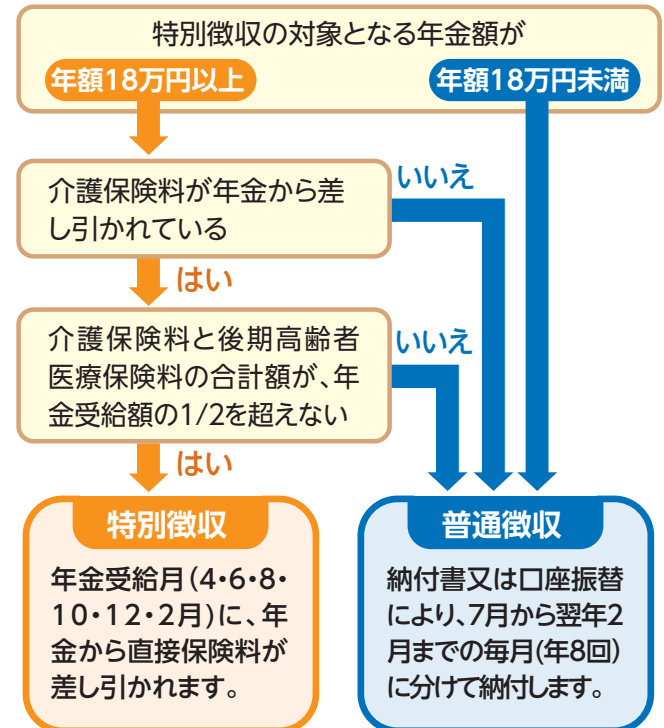 特別徴収の対象となる年金額が
年額18万円以上
年額18万円未満
介護保険料が年金から差
し引かれている
いいえ
はい
介護保険料と後期高齢者
医療保険料の合計額が、年
金受給額の1/2を超えない
いいえ
はい
特別徴収
年金受給月(4・6・8・
10・12・2月)に、年
金から直接保険料が
差し引かれます。
普通徴収
納付書又は口座振替
により、7月から翌年2
月までの毎月(年8回)
に分けて納付します。